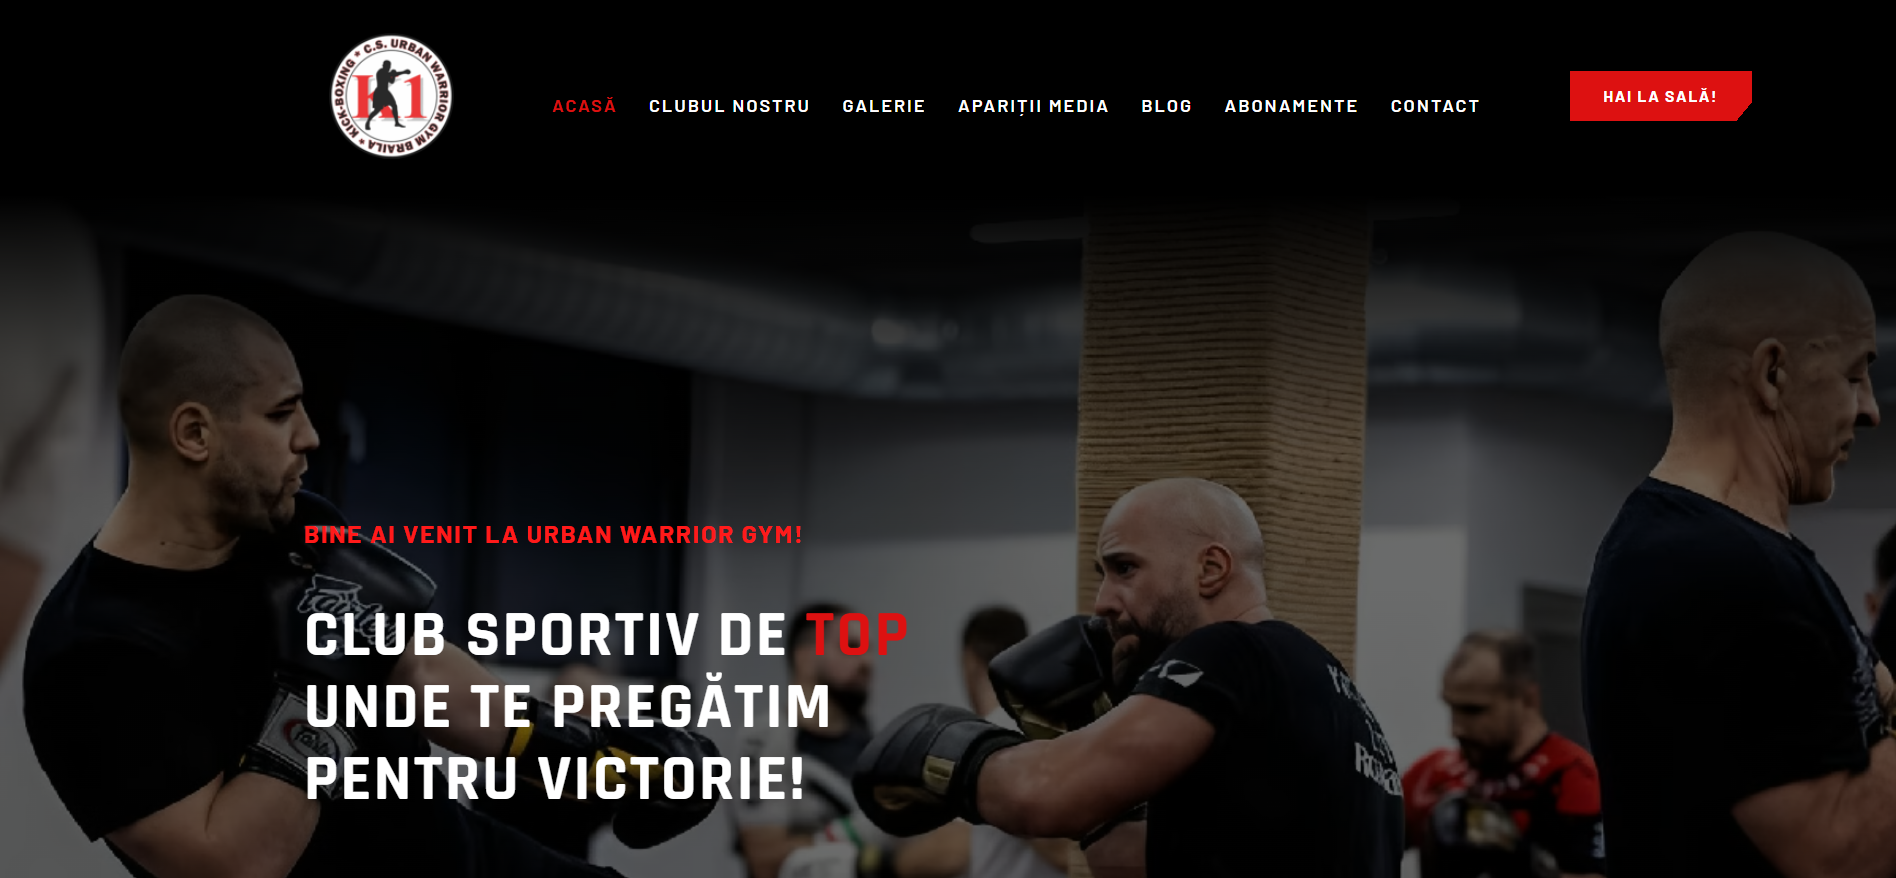 C.S. URBAN WARRIOR GYM BRAILA * KICK-BOXING *
K1
ACASĂ CLUBUL NOSTRU GALERIE APARIȚII MEDIA BLOG ABONAMENTE CONTACT
HAI LA SALĂ!
BINE AI VENIT LA URBAN WARRIOR GYM!
CLUB SPORTIV DE TOP
UNDE TE PREGĂTIM
PENTRU VICTORIE!